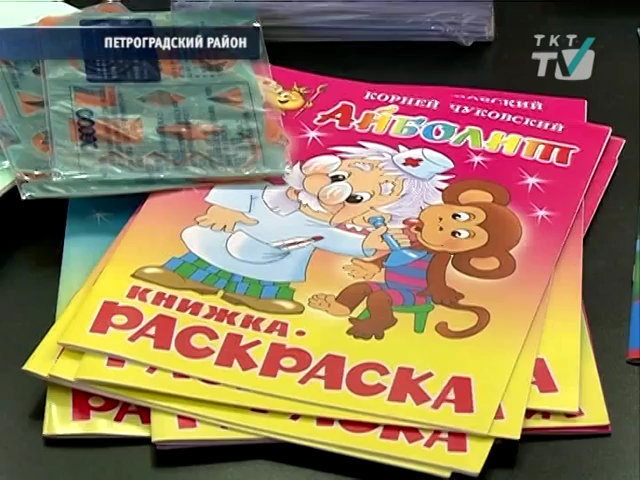 ПЕТРОГРАДСКИЙ РАЙОН
ТКТ
TV
КОРНЕЙ ЧУКОВСКИЙ
АЙБОЛИТ
КНИЖКА-
РАСКРАСКА